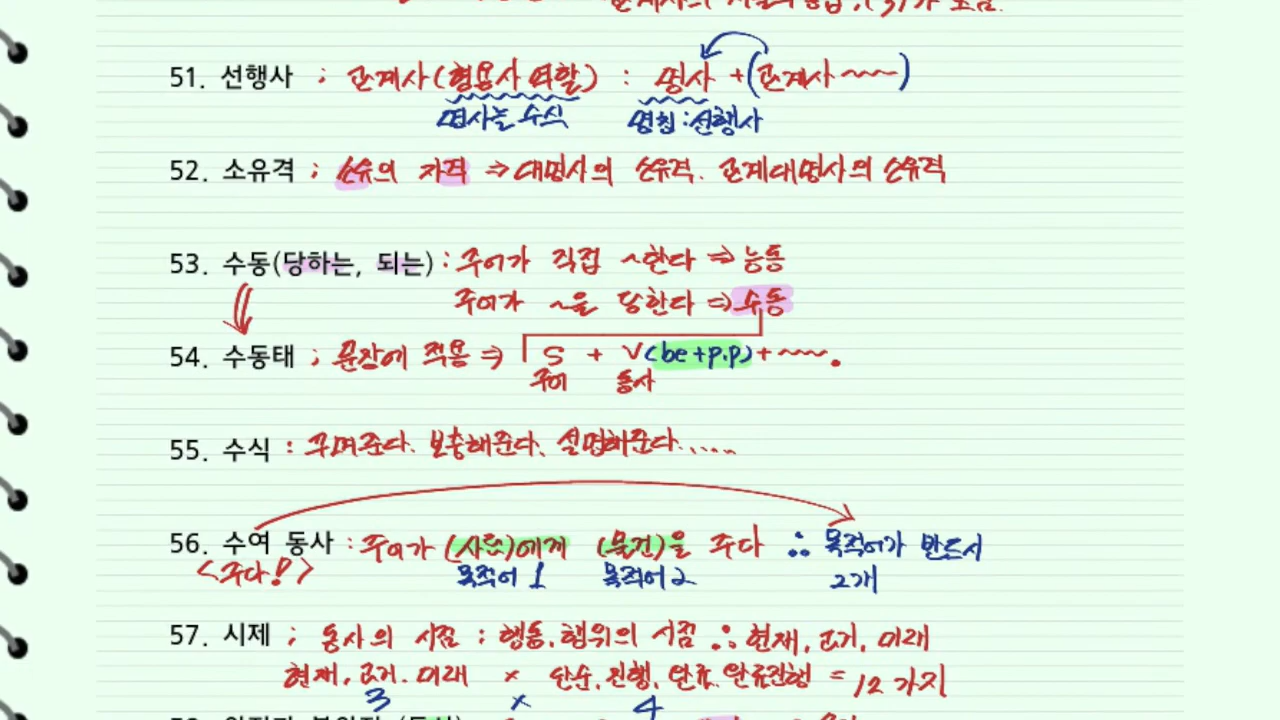 51. 선행사 ; 관계사(형용사 역할) : 명사 + (관계사~~~~)
명사를 수식 명칭:선행사
52. 소유격 ; 소유의 자격 ⇒ 대명사의 소유격. 관계대명사의 소유격
53. 수동(당하는, 되는) : 주어가 직접 ~한다 ⇒ 능동
주어가 ~을 당한다 ⇒ 수동
54. 수동태 ; 문장에 적용 ⇒ S + V(be+p.p)+ ~~~.
주어 동사
55. 수식 : 꾸며준다. 보충해준다. 설명해준다.....
56. 수여 동사 : 주어가 (사람)에게 (물건)을 주다 ∴ 목적어가 반드시
<주다!> 목적어 1 목적어 2 2개
57. 시제 ; 동사의 시점 : 행동.행위의 시점 ∴ 현재, 과거, 미래
현재, 과거. 미래 × 단순.진행.완료.완료진행 = 12 가지
3 × 4